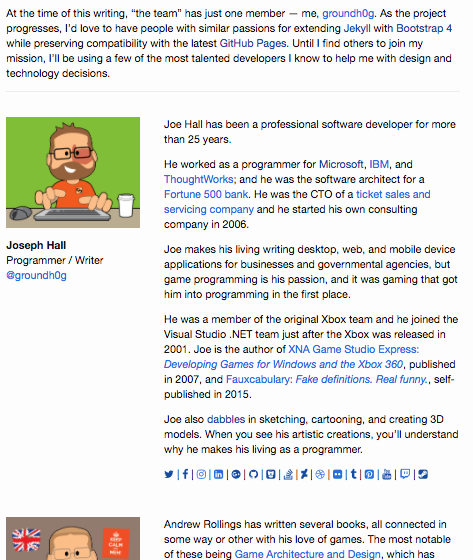 At the time of this writing, “the team” has just one member — me, groundh0g. As the project
progresses, I’d love to have people with similar passions for extending Jekyll with Bootstrap 4
while preserving compatibility with the latest GitHub Pages. Until I find others to join my
mission, I’ll be using a few of the most talented developers I know to help me with design and
technology decisions.
Joseph Hall
Programmer / Writer
@groundh0g
Joe Hall has been a professional software developer for more
than 25 years.
He worked as a programmer for Microsoft, IBM, and
ThoughtWorks; and he was the software architect for a
Fortune 500 bank. He was the CTO of a ticket sales and
servicing company and he started his own consulting
company in 2006.
Joe makes his living writing desktop, web, and mobile device
applications for businesses and governmental agencies, but
game programming is his passion, and it was gaming that got
him into programming in the first place.
He was a member of the original Xbox team and he joined the
Visual Studio .NET team just after the Xbox was released in
2001. Joe is the author of XNA Game Studio Express:
Developing Games for Windows and the Xbox 360, published
in 2007, and Fauxcabulary: Fake definitions. Real funny., self-
published in 2015.
Joe also dabbles in sketching, cartooning, and creating 3D
models. When you see his artistic creations, you’ll understand
why he makes his living as a programmer.
KEEP
CALM
Andrew Rollings has written several books, all connected in
some way or other with his love of games. The most notable
of these being Game Architecture and Design, which has